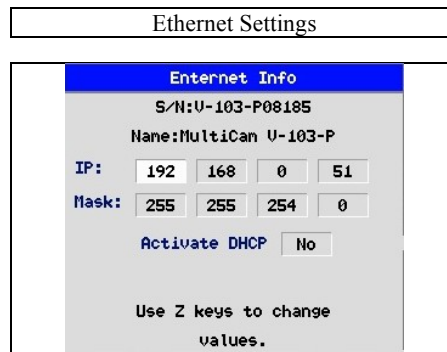 Ethernet Settings
Enternet Info
S/N:V-103-P08185
Name:MultiCam V-103-P
IP: 192 168 0 51
Mask: 255 255 254 0
Activate DHCP No
Use Z keys to change
values.